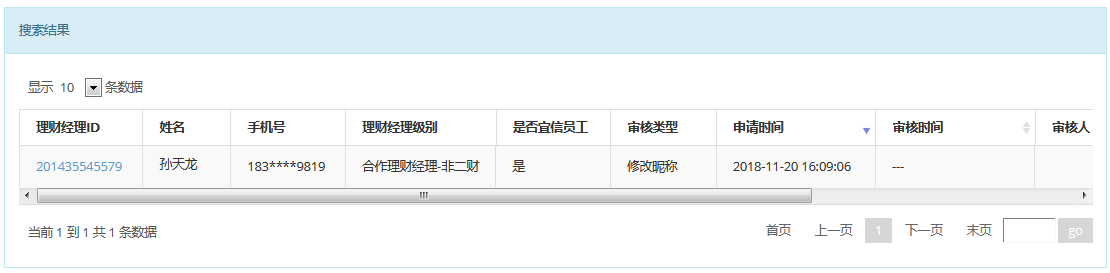 搜索结果
显示 10 条数据
理财经理ID 姓名 手机号 理财经理级别 是否宜信员工 审核类型 申请时间 审核时间 审核人
201435545579 孙天龙 183****9819 合作理财经理-非二财 是 修改昵称 2018-11-20 16:09:06 ---
当前 1 到 1 共 1 条数据 首页 上一页 1 下一页 末页 go